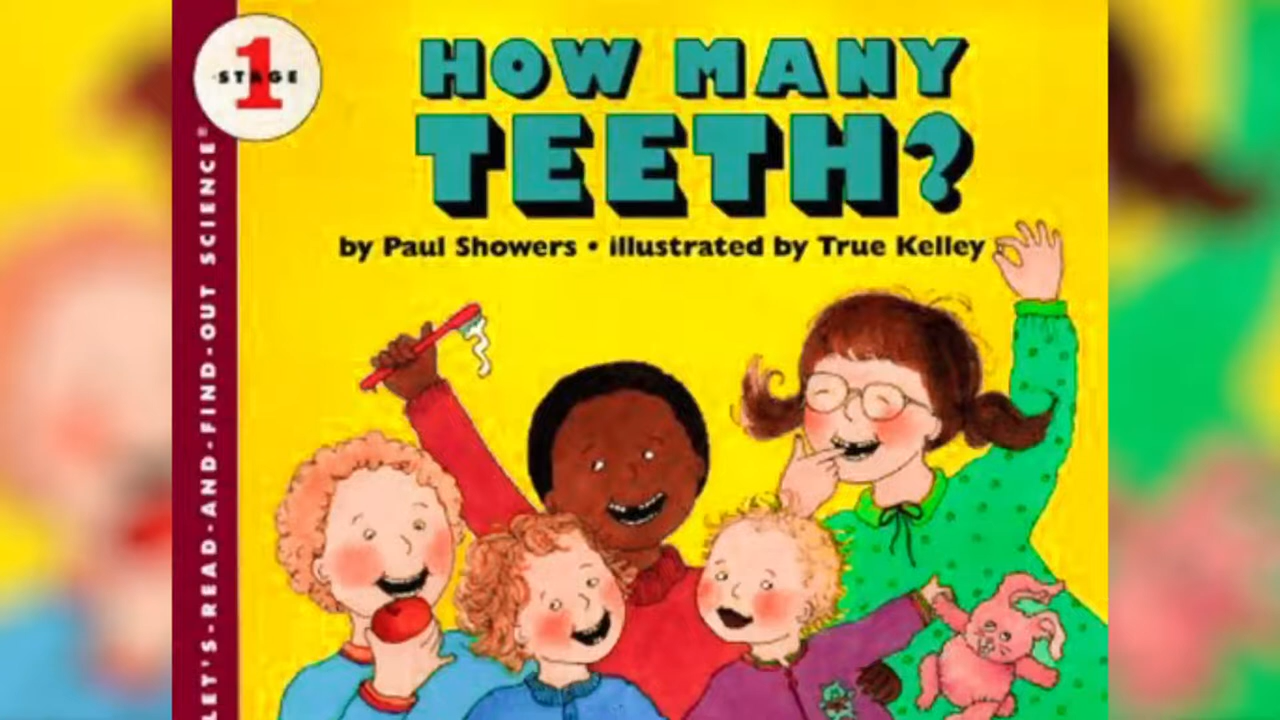 STAGE 1
HOW MANY
TEETH?
by Paul Showers • illustrated by True Kelley
LET'S-READ-AND-FIND-OUT SCIENCE®